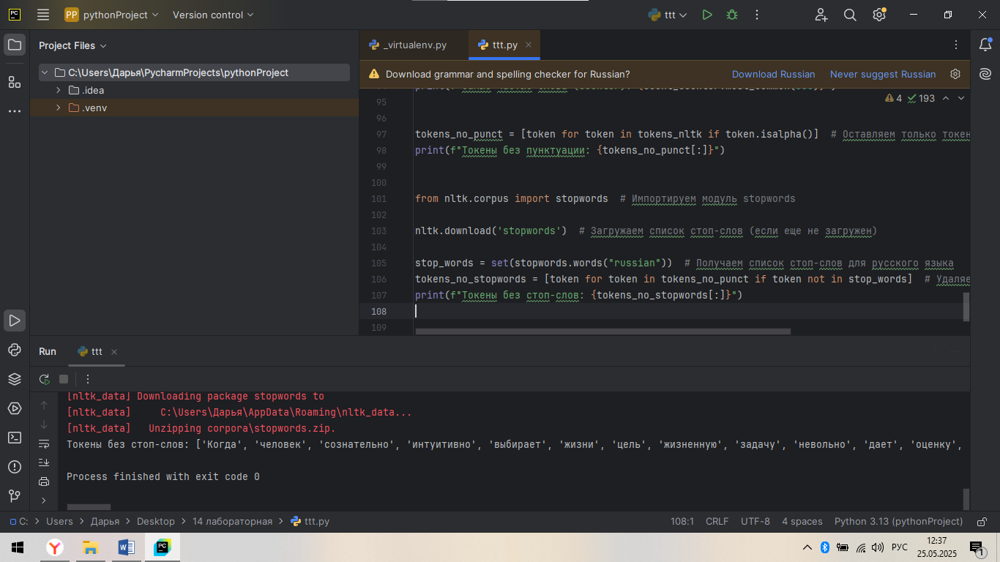 PC
PP pythonProject Version control ttt
Project Files
C:\Users\Дарья\PycharmProjects\pythonProject
.idea
.venv
_virtualenv.py ttt.py
Download grammar and spelling checker for Russian? Download Russian Never suggest Russian
4 193
95
96
97 tokens_no_punct = [token for token in tokens_nltk if token.isalpha()]  # Оставляем только токен
98 print(f"Токены без пунктуации: {tokens_no_punct[:]}")
99
100
101 from nltk.corpus import stopwords  # Импортируем модуль stopwords
102
103 nltk.download('stopwords')  # Загружаем список стоп-слов (если еще не загружен)
104
105 stop_words = set(stopwords.words("russian"))  # Получаем список стоп-слов для русского языка
106 tokens_no_stopwords = [token for token in tokens_no_punct if token not in stop_words]  # Удаляе
107 print(f"Токены без стоп-слов: {tokens_no_stopwords[:]}")
108
109
Run ttt
[nltk_data] Downloading package stopwords to
[nltk_data]     C:\Users\Дарья\AppData\Roaming\nltk_data...
[nltk_data]   Unzipping corpora\stopwords.zip.
Токены без стоп-слов: ['Когда', 'человек', 'сознательно', 'интуитивно', 'выбирает', 'жизни', 'цель', 'жизненную', 'задачу', 'невольно', 'дает', 'оценку',
Process finished with exit code 0
C: Users Дарья Desktop 14 лабораторная ttt.py 108:1 CRLF UTF-8 4 spaces Python 3.13 (pythonProject)
РУС 12:37
25.05.2025
1